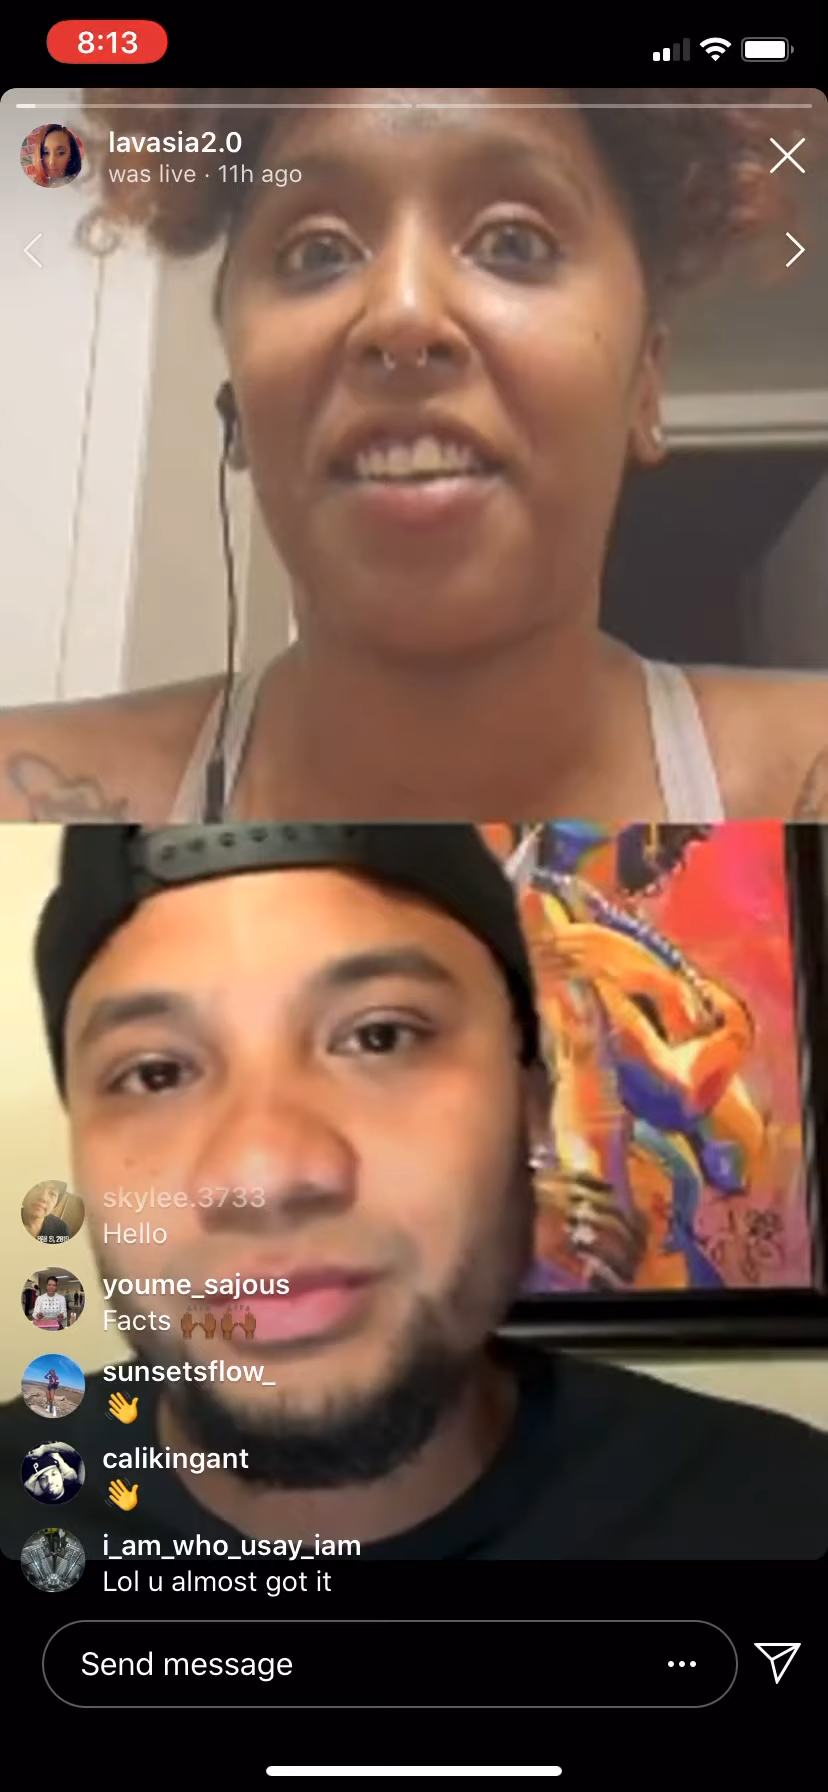 8:13
lavasia2.0
was live · 11h ago
skylee.3733
Hello
youme_sajous
Facts 🙌🏾🙌🏾
sunsetsflow_
👋
calikingant
👋
i_am_who_usay_iam
Lol u almost got it
Send message